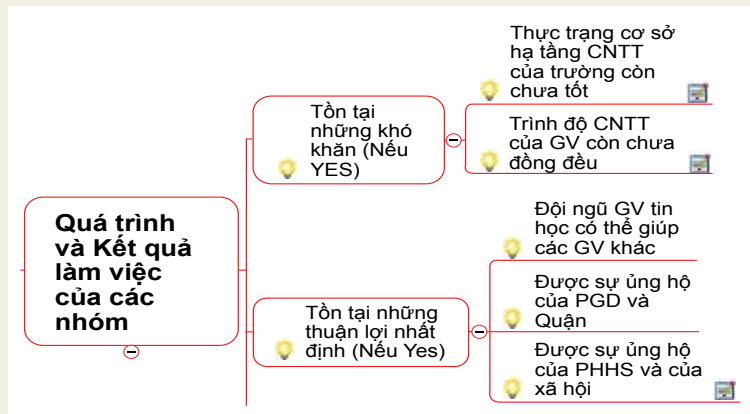 Quá trình
và Kết quả
làm việc
của các
nhóm
Tồn tại
những khó
khăn (Nếu
YES)
Thực trạng cơ sở
hạ tầng CNTT
của trường còn
chưa tốt
Trình độ CNTT
của GV còn chưa
đồng đều
Tồn tại những
thuận lợi nhất
định (Nếu Yes)
Đội ngũ GV tin
học có thể giúp
các GV khác
Được sự ủng hộ
của PGD và
Quận
Được sự ủng hộ
của PHHS và của
xã hội